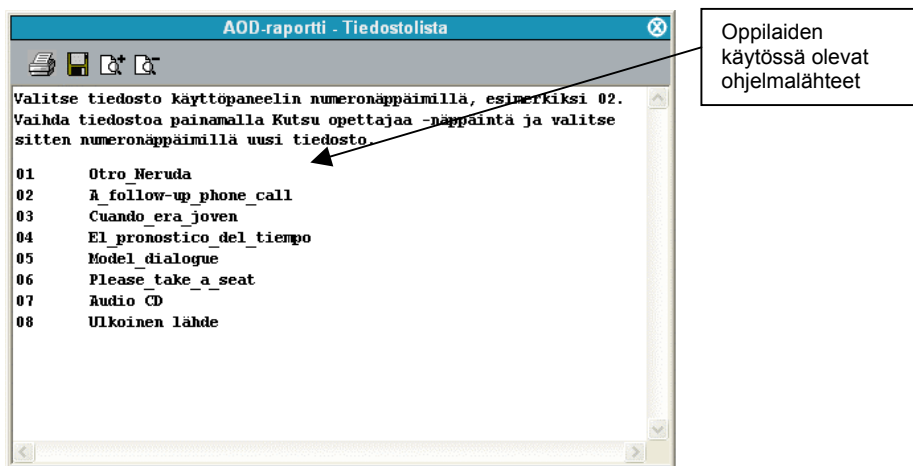 AOD-raportti - Tiedostolista
Valitse tiedosto käyttöpaneelin numeronäppäimillä, esimerkiksi 02.
Vaihda tiedostoa painamalla Kutsu opettajaa -näppäintä ja valitse
sitten numeronäppäimillä uusi tiedosto.
01 Otro_Neruda
02 A_follow-up_phone_call
03 Cuando_era_joven
04 El_pronostico_del_tiempo
05 Model_dialogue
06 Please_take_a_seat
07 Audio CD
08 Ulkoinen lähde
Oppilaiden
käytössä olevat
ohjelmalähteet